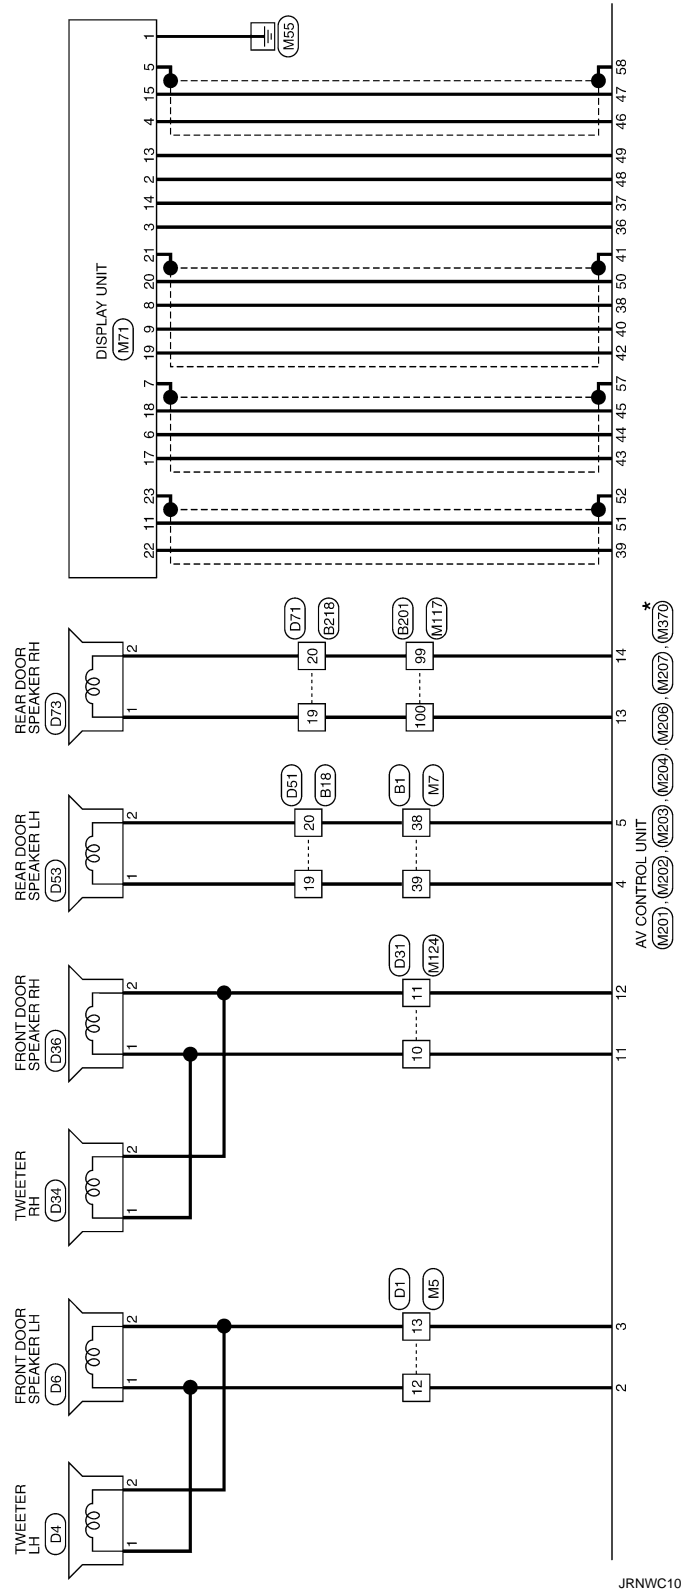 TWEETER
LH
D4
1
2
FRONT DOOR
SPEAKER LH
D6
1
2
12
13
D1
M5
2
3
TWEETER
RH
D34
1
2
FRONT DOOR
SPEAKER RH
D36
1
2
10
11
D31
M124
11
12
REAR DOOR
SPEAKER LH
D53
1
2
19
20
D51
B18
39
38
B1
M7
4
5
REAR DOOR
SPEAKER RH
D73
1
2
19
20
D71
B218
100
99
B201
M117
13
14
DISPLAY UNIT
M71
22
11
23
17
6
18
7
19
9
8
20
21
3
14
2
13
4
15
5
1
M55
39
51
52
43
44
45
57
42
40
38
50
41
36
37
48
49
46
47
58
AV CONTROL UNIT
M201 , M202 , M203 , M204 , M206 , M207 , M370 *
JRNWC10